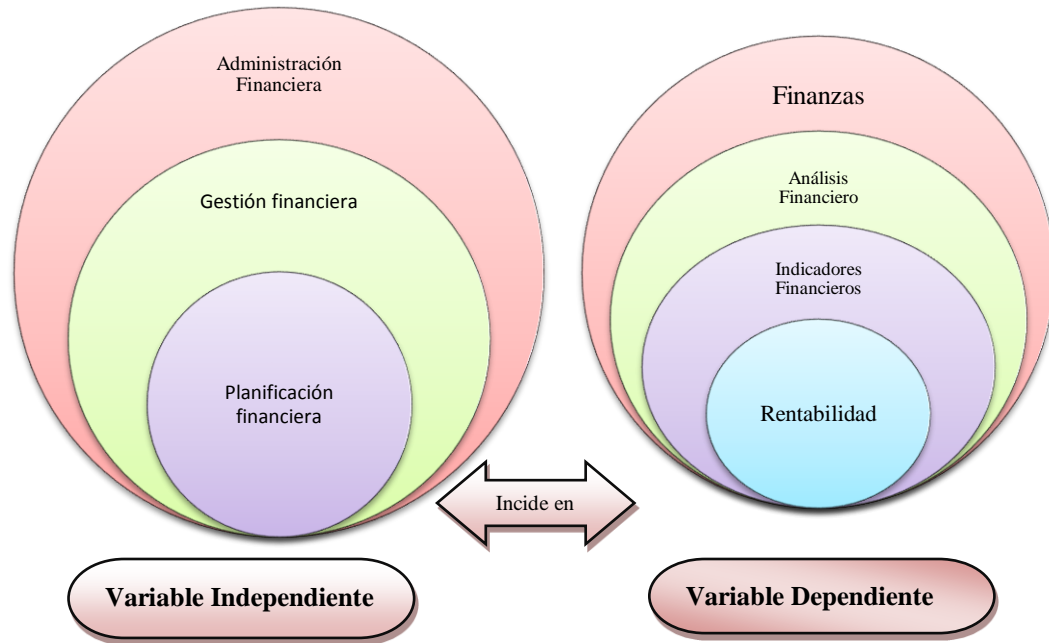 Administración
Financiera
Gestión financiera
Planificación
financiera
Finanzas
Análisis
Financiero
Indicadores
Financieros
Rentabilidad
Incide en
Variable Independiente
Variable Dependiente